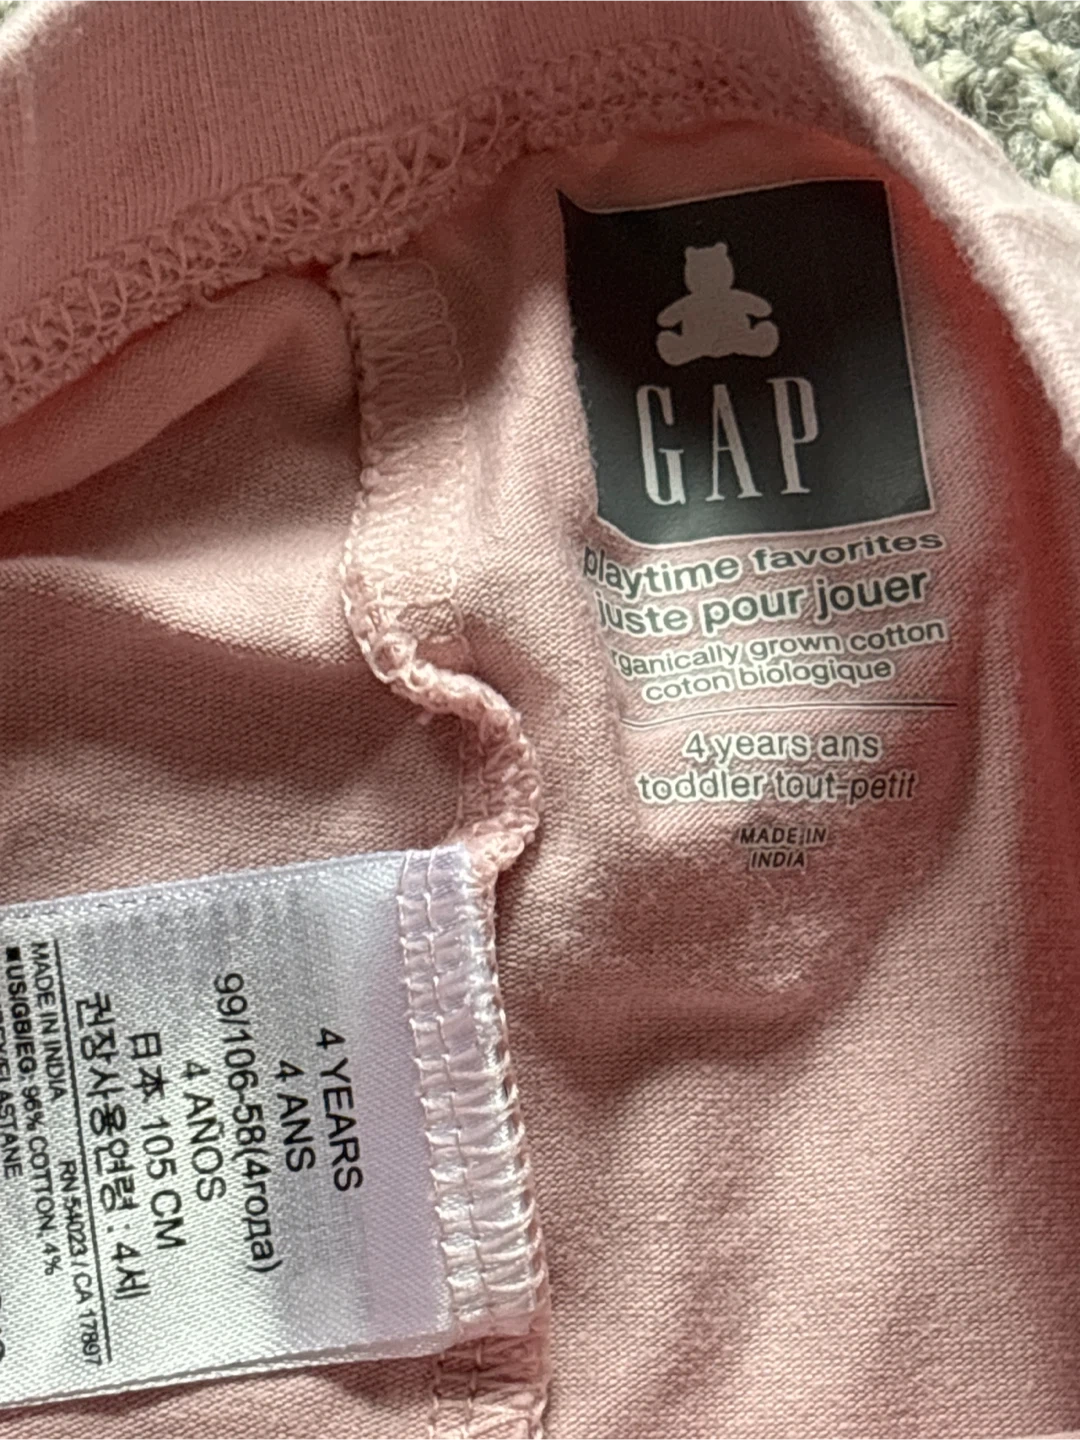 GAP
playtime favorites
juste pour jouer
organically grown cotton
coton biologique
4 years ans
toddler tout-petit
MADE IN
INDIA
4 YEARS
4 ANS
99/106-58(4года)
4 AÑOS
日本 105 CM
권장사용연령 : 4세
RN 54023 / CA 17897
MADE IN INDIA
■US/GB/EG: 96% COTTON, 4%
ELASTANE